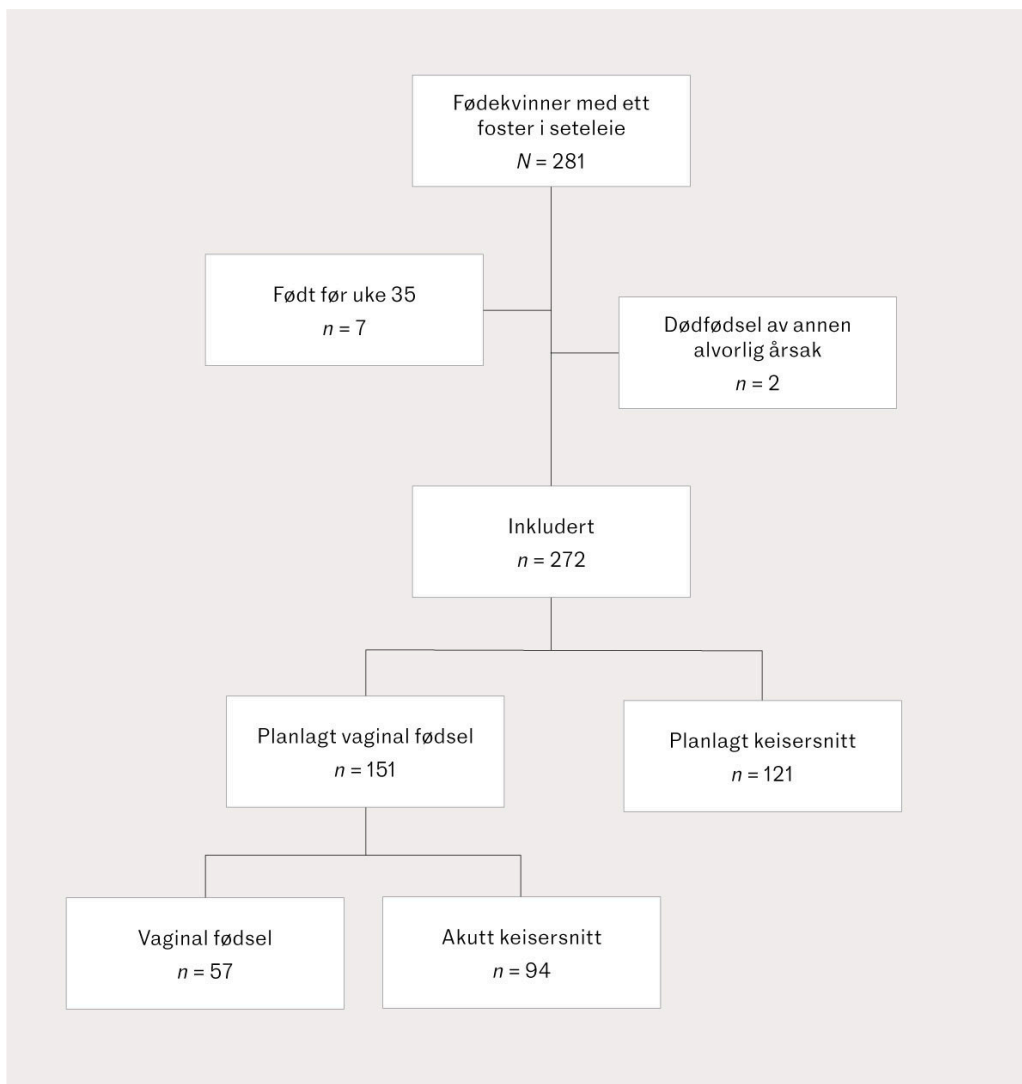 Fødekvinner med ett
foster i seteleie
N = 281
Født før uke 35
n = 7
Dødfødsel av annen
alvorlig årsak
n = 2
Inkludert
n = 272
Planlagt vaginal fødsel
n = 151
Planlagt keisersnitt
n = 121
Vaginal fødsel
n = 57
Akutt keisersnitt
n = 94